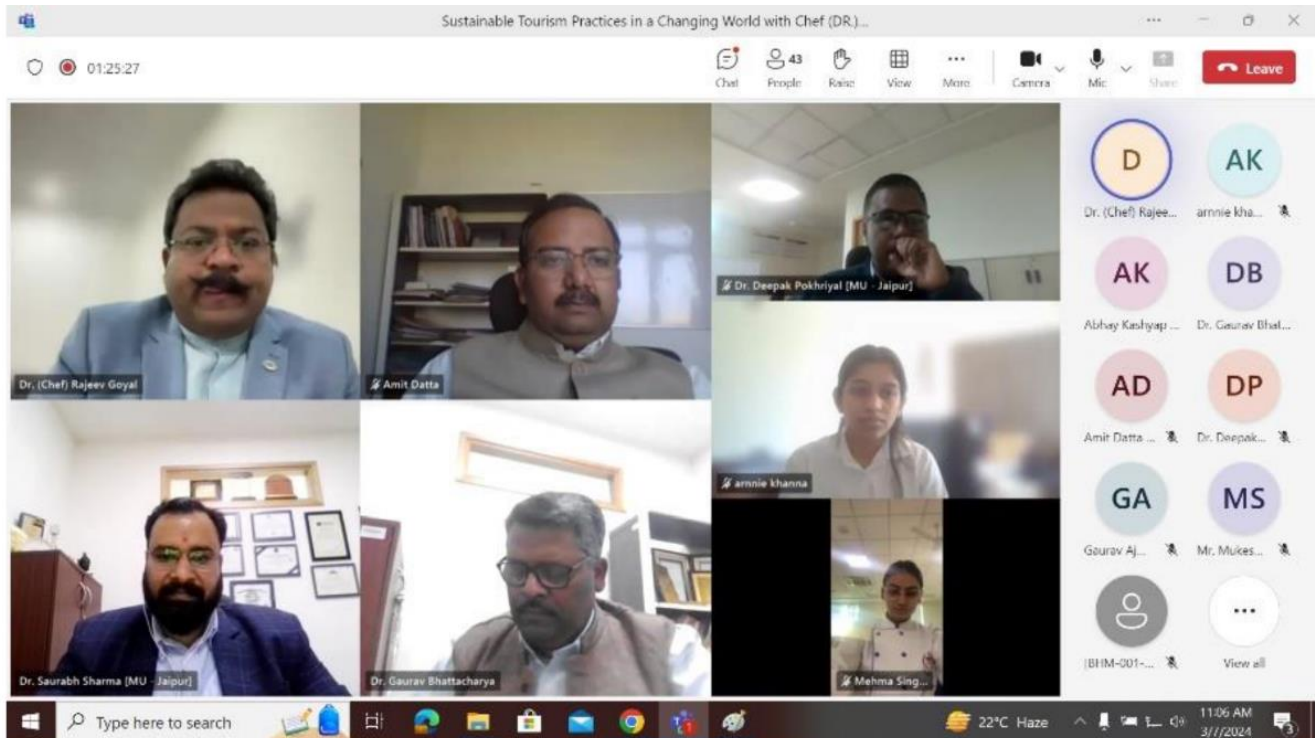 Sustainable Tourism Practices in a Changing World with Chef (DR.)...
01:25:27
43
Chat
People
Raise
View
More
Camera
Mic
Share
Leave
Dr. (Chef) Rajeev Goyal
Amit Datta
Dr. Deepak Pokhriyal [MU - Jaipur]
arnnie khanna
Dr. Saurabh Sharma [MU - Jaipur]
Dr. Gaurav Bhattacharya
Mehma Sing...
D
Dr. (Chef) Rajee...
AK
arnnie kha...
AK
Abhay Kashyap ...
DB
Dr. Gaurav Bhat...
AD
Amit Datta ...
DP
Dr. Deepak...
GA
Gaurav Aj...
MS
Mr. Mukes...
[BHM-001-...
View all
Type here to search
22°C Haze
11:06 AM
3/7/2024
1
3